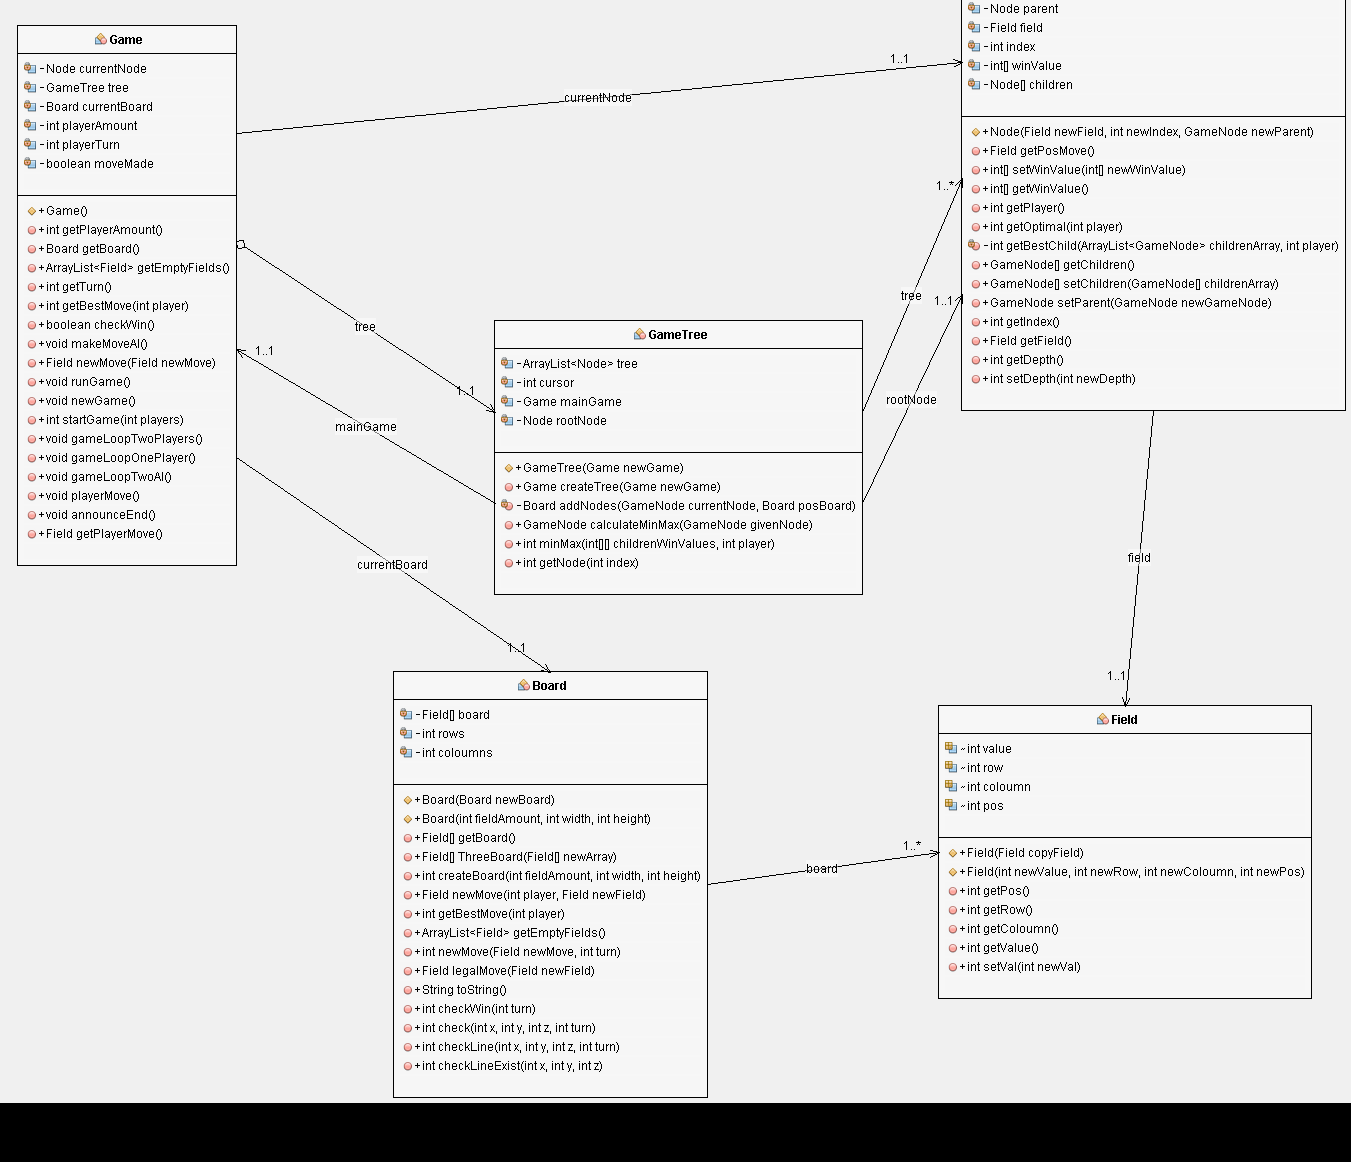 Game
-Node currentNode
-GameTree tree
-Board currentBoard
-int playerAmount
-int playerTurn
-boolean moveMade
+Game()
+int getPlayerAmount()
+Board getBoard()
+ArrayList<Field> getEmptyFields()
+int getTurn()
+int getBestMove(int player)
+boolean checkWin()
+void makeMoveAI()
+Field newMove(Field newMove)
+void runGame()
+void newGame()
+int startGame(int players)
+void gameLoopTwoPlayers()
+void gameLoopOnePlayer()
+void gameLoopTwoAI()
+void playerMove()
+void announceEnd()
+Field getPlayerMove()
currentNode
1..1
-Node parent
-Field field
-int index
-int[] winValue
-Node[] children
+Node(Field newField, int newIndex, GameNode newParent)
+Field getPosMove()
+int[] setWinValue(int[] newWinValue)
+int[] getWinValue()
+int getPlayer()
+int getOptimal(int player)
-int getBestChild(ArrayList<GameNode> childrenArray, int player)
+GameNode[] getChildren()
+GameNode[] setChildren(GameNode[] childrenArray)
+GameNode setParent(GameNode newGameNode)
+int getIndex()
+Field getField()
+int getDepth()
+int setDepth(int newDepth)
tree
1..1
mainGame
1..1
tree
1..*
rootNode
1..1
GameTree
-ArrayList<Node> tree
-int cursor
-Game mainGame
-Node rootNode
+GameTree(Game newGame)
+Game createTree(Game newGame)
-Board addNodes(GameNode currentNode, Board posBoard)
+GameNode calculateMinMax(GameNode givenNode)
+int minMax(int[][] childrenWinValues, int player)
+int getNode(int index)
currentBoard
1..1
field
1..1
Board
-Field[] board
-int rows
-int coloumns
+Board(Board newBoard)
+Board(int fieldAmount, int width, int height)
+Field[] getBoard()
+Field[] ThreeBoard(Field[] newArray)
+int createBoard(int fieldAmount, int width, int height)
+Field newMove(int player, Field newField)
+int getBestMove(int player)
+ArrayList<Field> getEmptyFields()
+int newMove(Field newMove, int turn)
+Field legalMove(Field newField)
+String toString()
+int checkWin(int turn)
+int check(int x, int y, int z, int turn)
+int checkLine(int x, int y, int z, int turn)
+int checkLineExist(int x, int y, int z)
board
1..*
Field
~int value
~int row
~int coloumn
~int pos
+Field(Field copyField)
+Field(int newValue, int newRow, int newColoumn, int newPos)
+int getPos()
+int getRow()
+int getColoumn()
+int getValue()
+int setVal(int newVal)